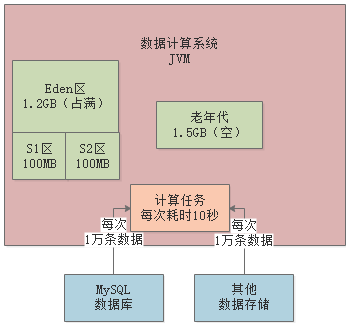 数据计算系统
JVM
Eden区
1.2GB（占满）
老年代
1.5GB（空）
S1区
100MB
S2区
100MB
计算任务
每次耗时10秒
每次
1万条数据
每次
1万条数据
MySQL
数据库
其他
数据存储